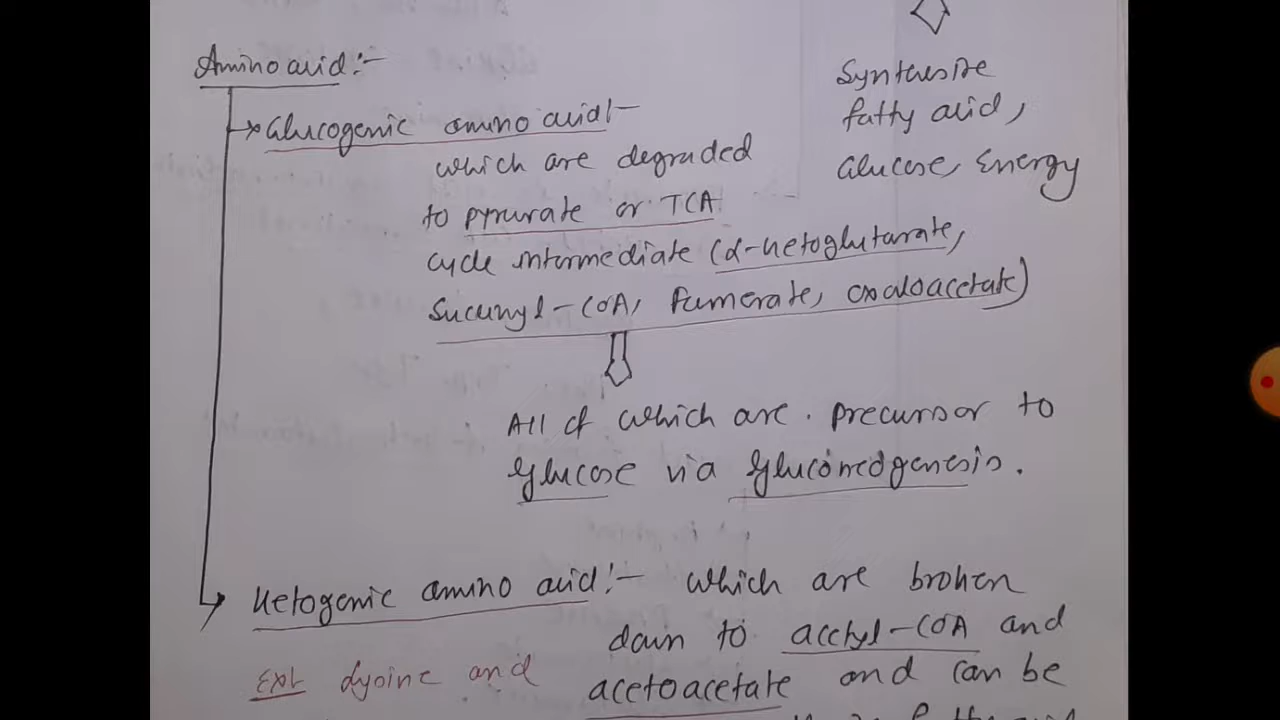 Amino acid:-
Synthesize
fatty acid,
Glucose, Energy
Glucogenic amino acid:-
which are degraded
to pyruvate or TCA
cycle intermediate (α-ketoglutarate,
Succinyl-COA, Fumerate, oxaloacetate)
All of which are precursor to
glucose via gluconeogenesis.
Ketogenic amino acid:- which are broken
down to acetyl-COA and
Ext lysine and
acetoacetate and can be